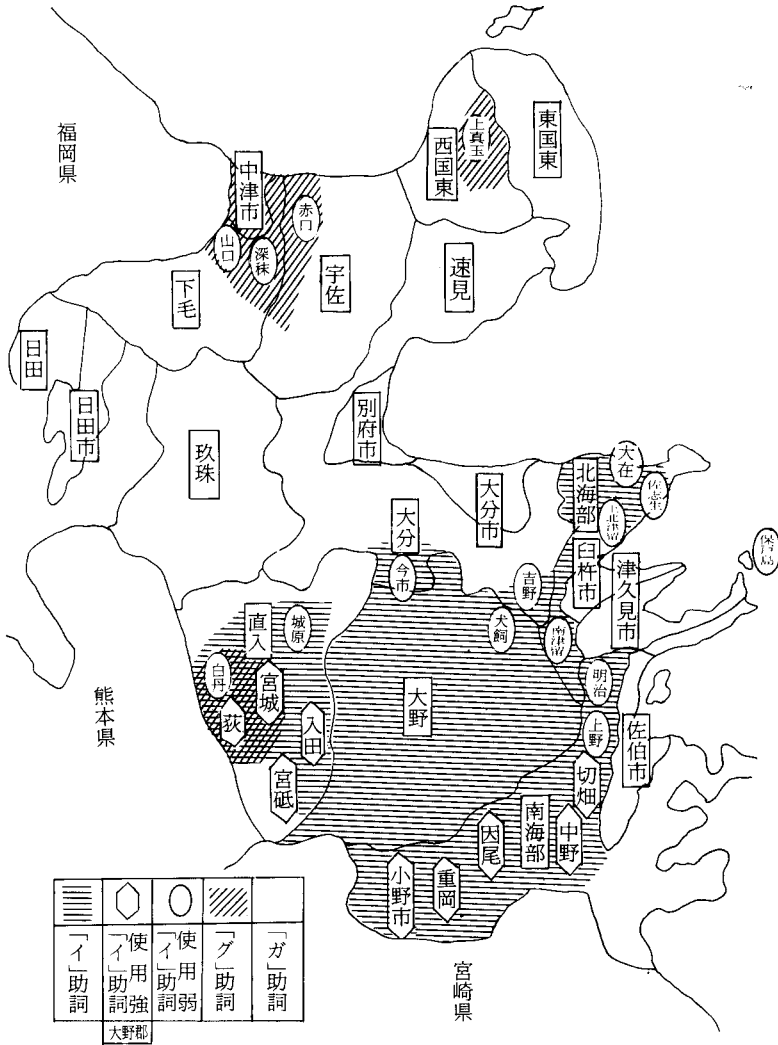 福岡県
東国東
西国東
上真玉
中津市
赤口
山口
深秣
宇佐
速見
下毛
日田
日田市
別府市
玖珠
大分市
大分
今市
北海部
大在
佐志生
上北津留
臼杵市
津久見市
保戸島
吉野
犬飼
南津留
明治
直入
城原
白丹
宮城
荻
入田
宮砥
大野
上野
佐伯市
切畑
南海部
中野
因尾
重岡
小野市
熊本県
宮崎県
「ガ」助詞
「グ」助詞
使用弱
「イ」助詞
使用強
「イ」助詞
大野郡
「イ」助詞